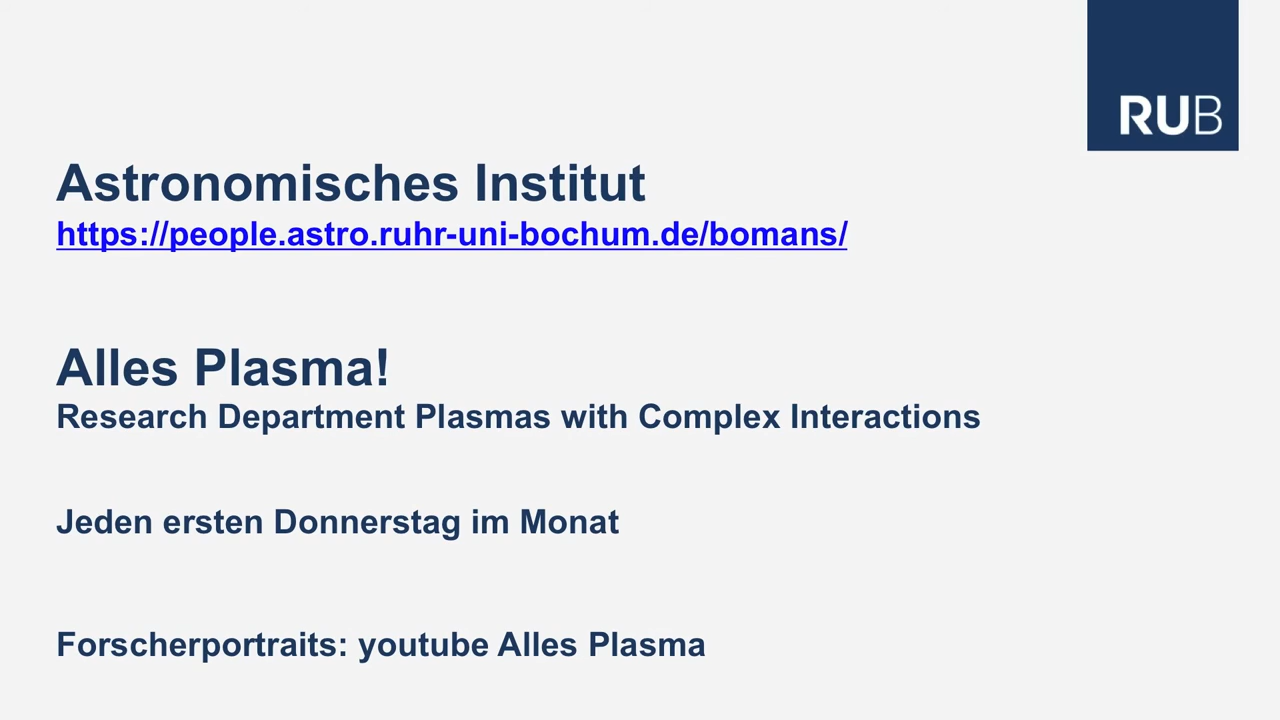 RUB
Astronomisches Institut
https://people.astro.ruhr-uni-bochum.de/bomans/
Alles Plasma!
Research Department Plasmas with Complex Interactions
Jeden ersten Donnerstag im Monat
Forscherportraits: youtube Alles Plasma